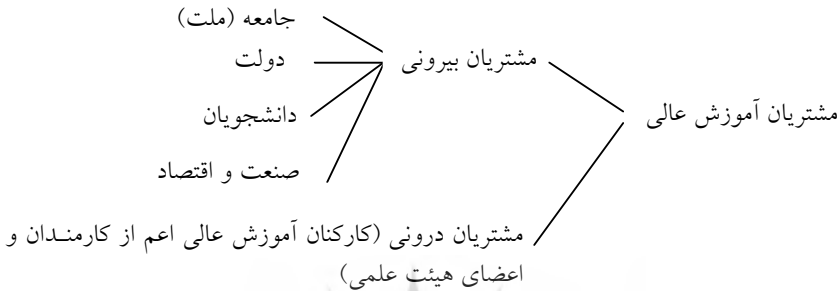 جامعه (ملت)
مشتریان بیرونی
دولت
مشتریان آموزش عالی
دانشجویان
صنعت و اقتصاد
مشتریان درونی (کارکنان آموزش عالی اعم از کارمنـدان و
اعضای هیئت علمی)